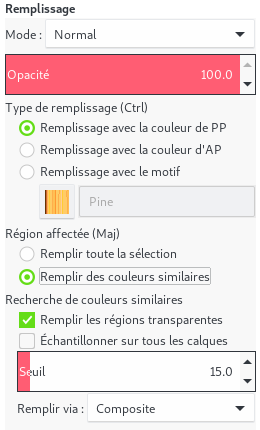 Remplissage
Mode : Normal
Opacité 100.0
Type de remplissage (Ctrl)
Remplissage avec la couleur de PP
Remplissage avec la couleur d'AP
Remplissage avec le motif
Pine
Région affectée (Maj)
Remplir toute la sélection
Remplir des couleurs similaires
Recherche de couleurs similaires
Remplir les régions transparentes
Échantillonner sur tous les calques
Seuil 15.0
Remplir via : Composite